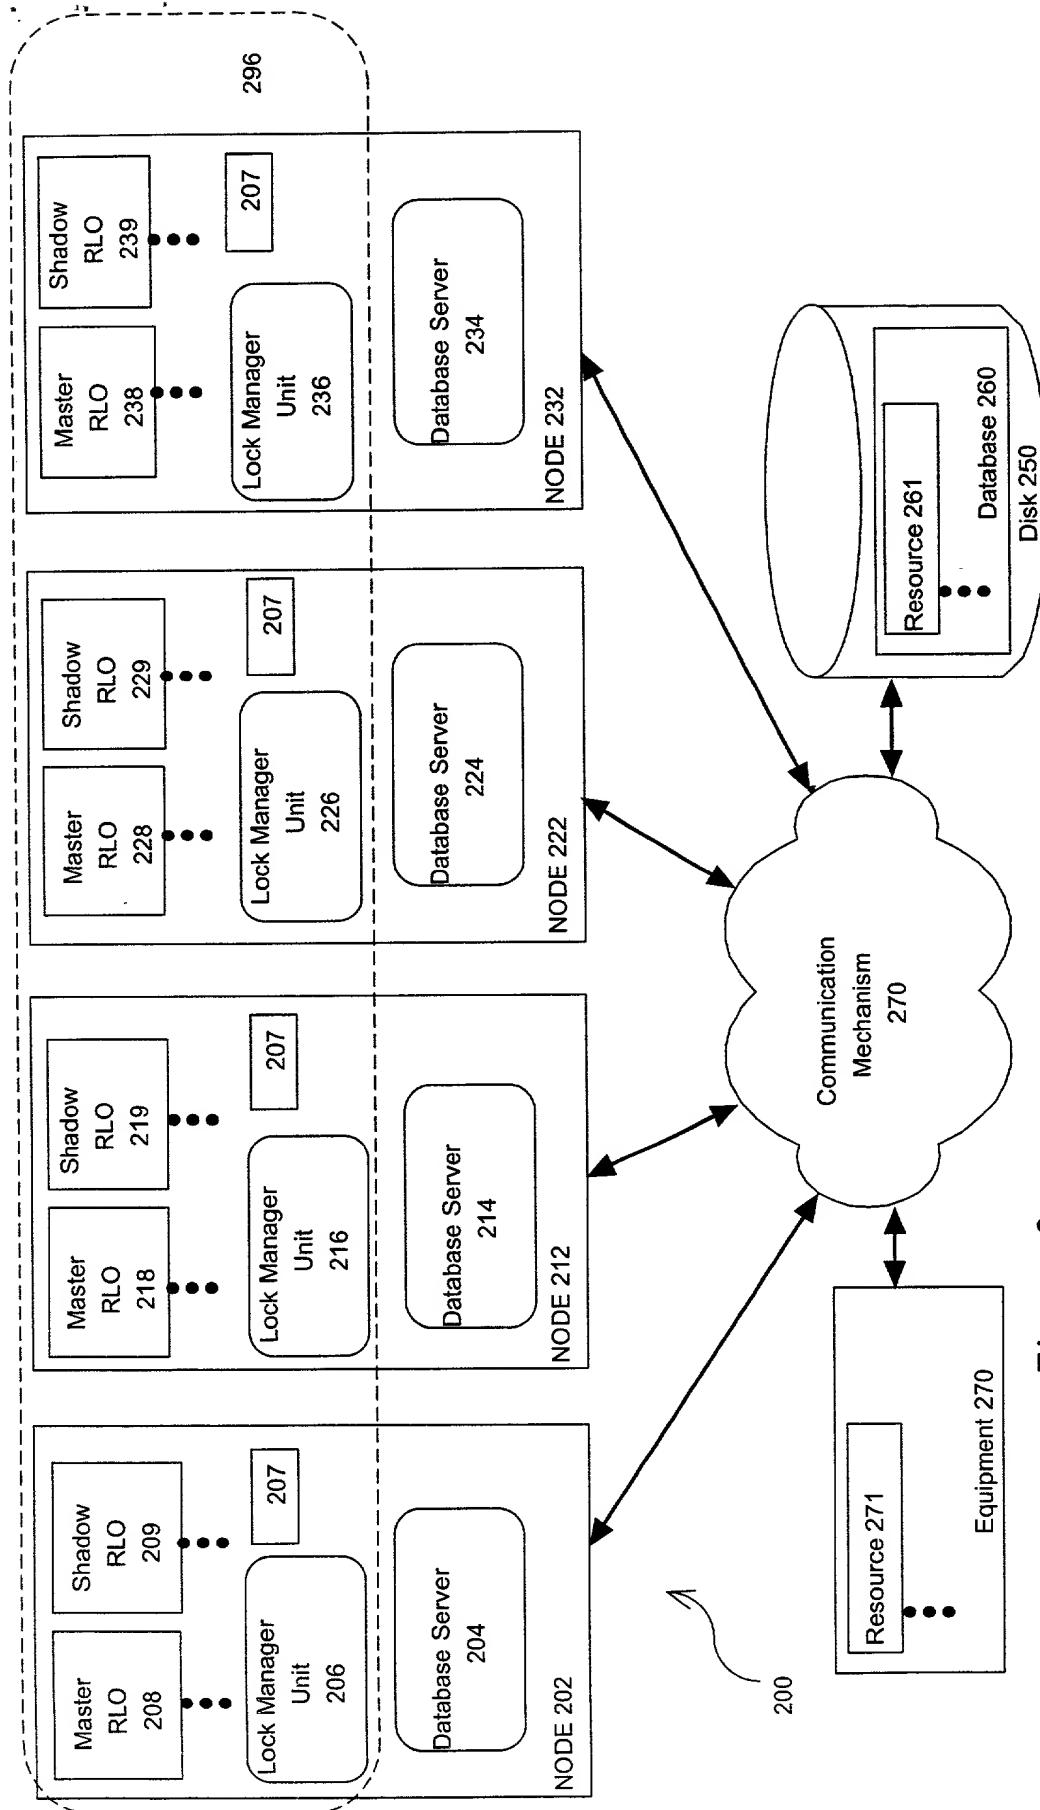 Master
RLO
208
Shadow
RLO
209
Lock Manager
Unit
206
207
Database Server
204
NODE 202
Master
RLO
218
Shadow
RLO
219
Lock Manager
Unit
216
207
Database Server
214
NODE 212
Master
RLO
228
Shadow
RLO
229
Lock Manager
Unit
226
207
Database Server
224
NODE 222
Master
RLO
238
Shadow
RLO
239
Lock Manager
Unit
236
207
Database Server
234
NODE 232
296
200
Communication
Mechanism
270
Resource 271
Equipment 270
Resource 261
Database 260
Disk 250